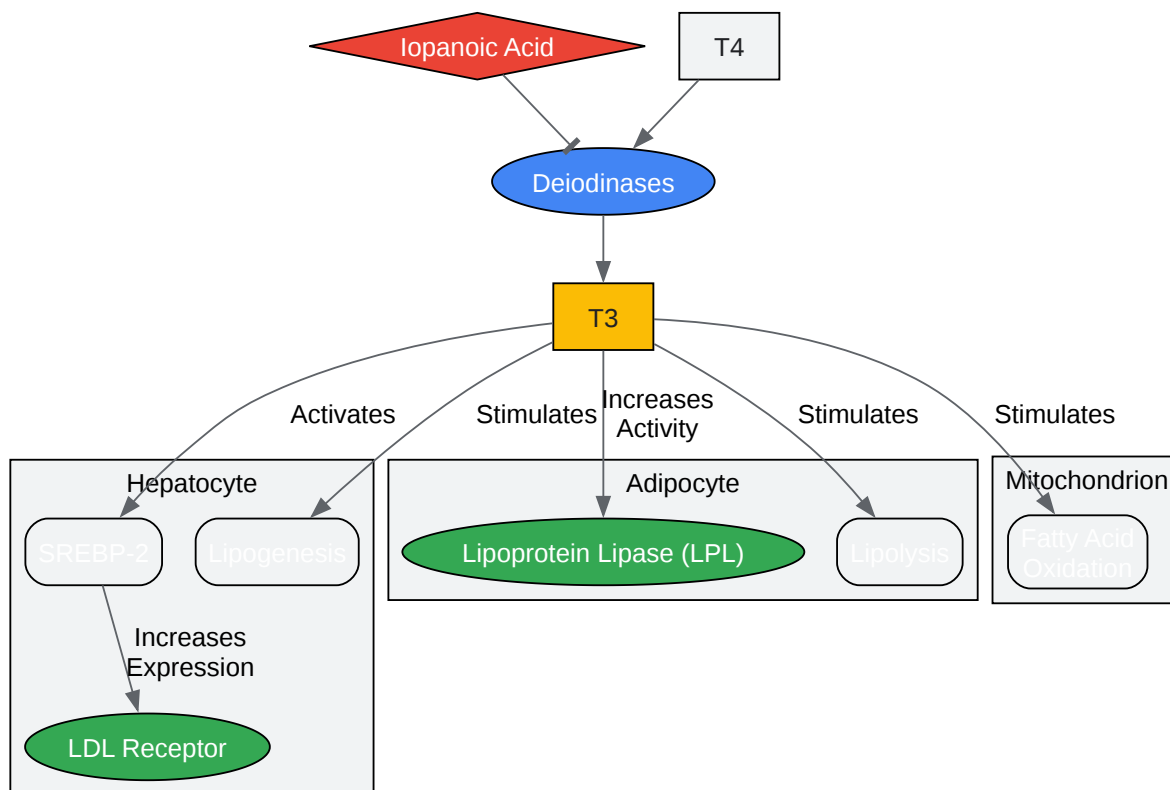 Iopanoic Acid
T4
Deiodinases
T3
Activates
Stimulates
Increases
Activity
Stimulates
Stimulates
Hepatocyte
Adipocyte
Mitochondrion
SREBP-2
Lipogenesis
Lipoprotein Lipase (LPL)
Lipolysis
Fatty Acid
Oxidation
Increases
Expression
LDL Receptor